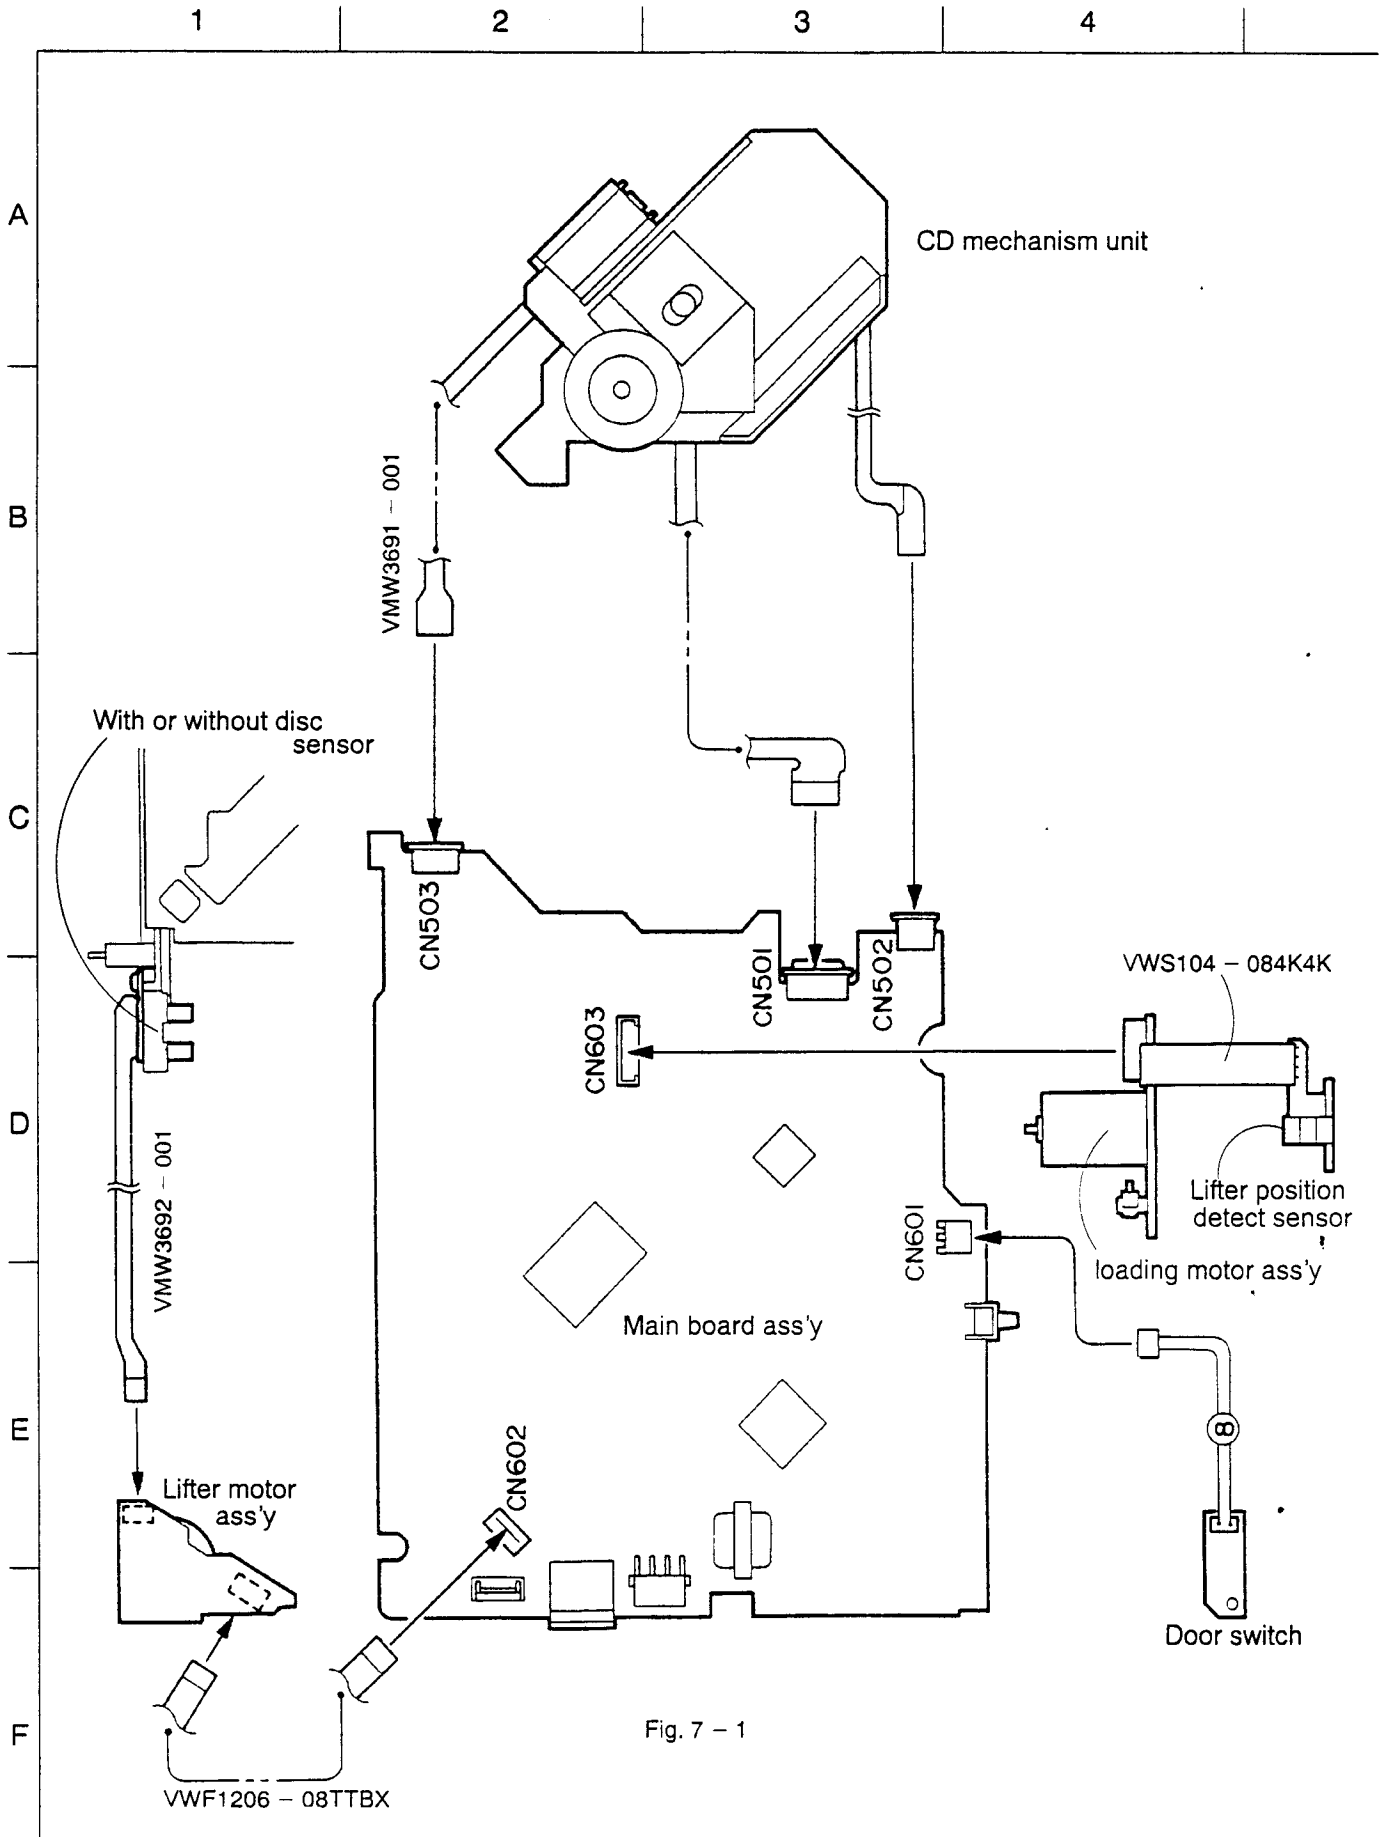 1 2 3 4
A
CD mechanism unit
B
VMW3691 - 001
With or without disc
sensor
C
CN503
CN501
CN502
VWS104 - 084K4K
CN603
D
VMW3692 - 001
Lifter position
detect sensor
CN601
loading motor ass'y
Main board ass'y
E
8
CN602
Lifter motor
ass'y
Door switch
F
Fig. 7 - 1
VWF1206 - 08TTBX